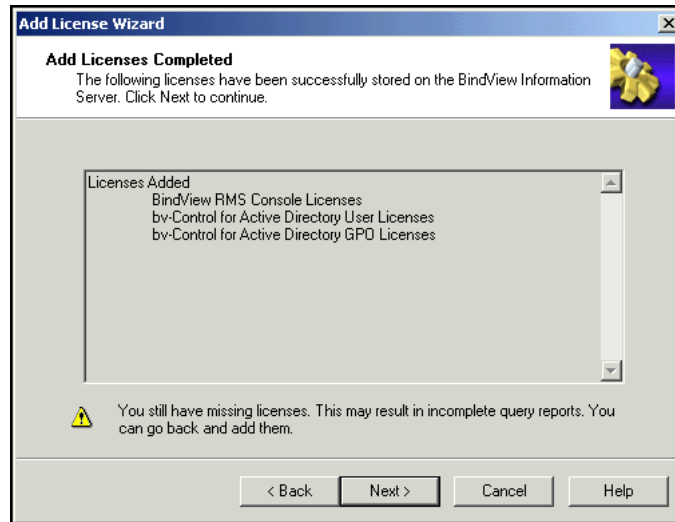 Add License Wizard
Add Licenses Completed
The following licenses have been successfully stored on the BindView Information
Server. Click Next to continue.
Licenses Added
BindView RMS Console Licenses
bv-Control for Active Directory User Licenses
bv-Control for Active Directory GPO Licenses
You still have missing licenses. This may result in incomplete query reports. You
can go back and add them.
< Back
Next >
Cancel
Help